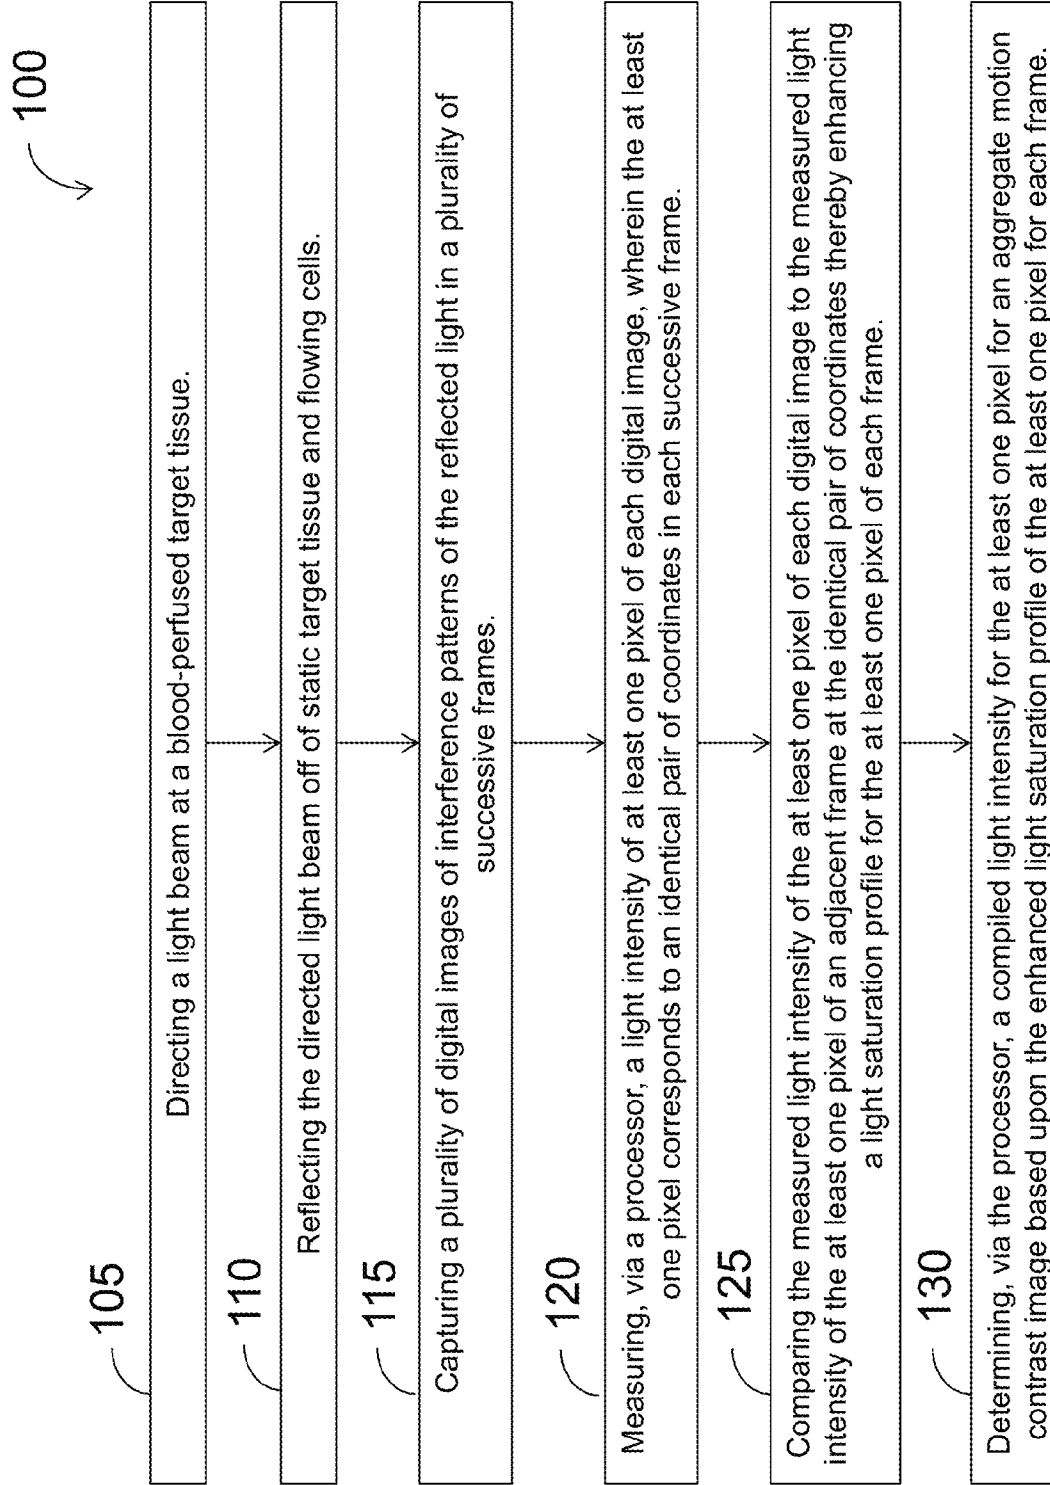 100
105
Directing a light beam at a blood-perfused target tissue.
110
Reflecting the directed light beam off of static target tissue and flowing cells.
115
Capturing a plurality of digital images of interference patterns of the reflected light in a plurality of
successive frames.
120
Measuring, via a processor, a light intensity of at least one pixel of each digital image, wherein the at least
one pixel corresponds to an identical pair of coordinates in each successive frame.
125
Comparing the measured light intensity of the at least one pixel of each digital image to the measured light
intensity of the at least one pixel of an adjacent frame at the identical pair of coordinates thereby enhancing
a light saturation profile for the at least one pixel of each frame.
130
Determining, via the processor, a compiled light intensity for the at least one pixel for an aggregate motion
contrast image based upon the enhanced light saturation profile of the at least one pixel for each frame.